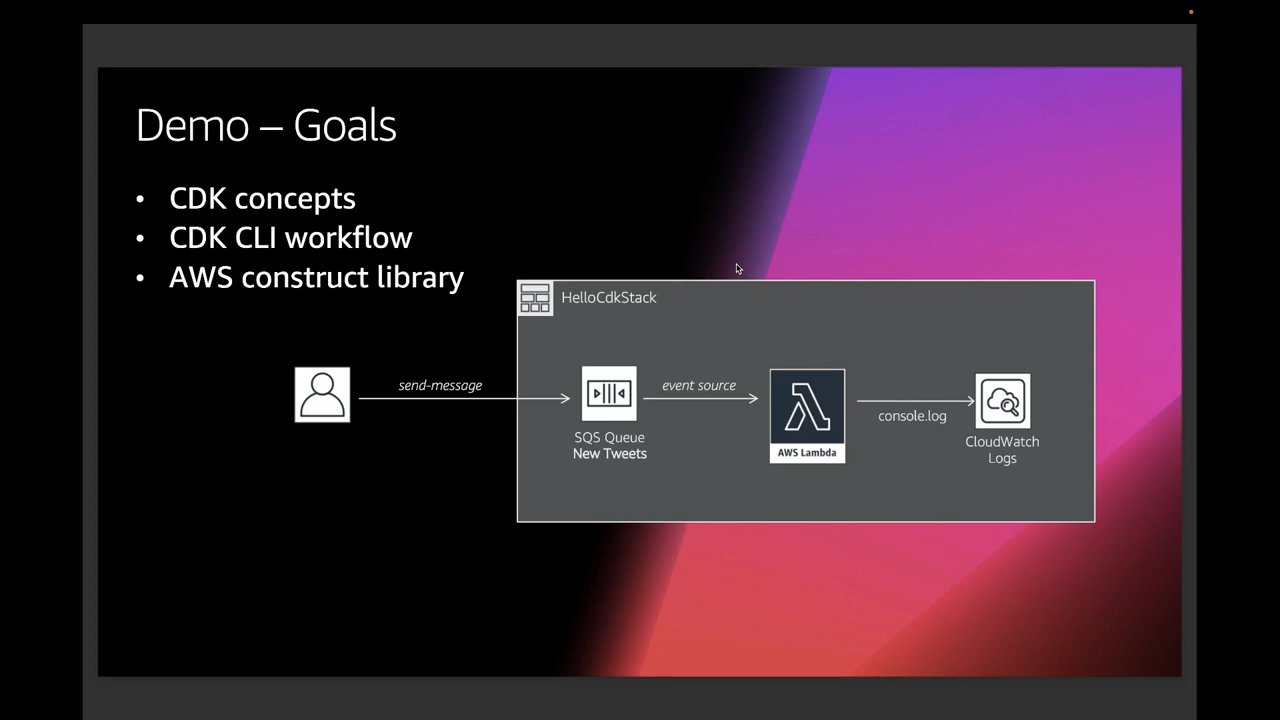 Demo – Goals
• CDK concepts
• CDK CLI workflow
• AWS construct library
HelloCdkStack
send-message
event source
console.log
SQS Queue
New Tweets
AWS Lambda
CloudWatch
Logs